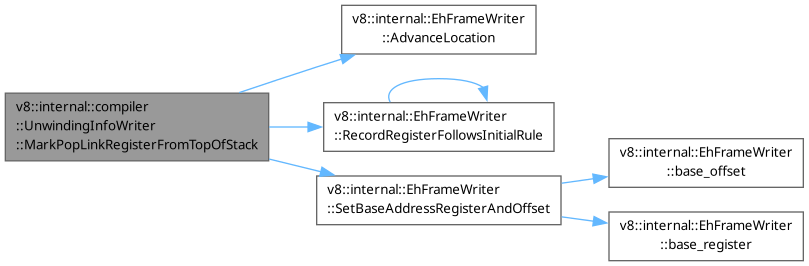 v8::internal::EhFrameWriter
::AdvanceLocation
v8::internal::compiler
::UnwindingInfoWriter
::MarkPopLinkRegisterFromTopOfStack
v8::internal::EhFrameWriter
::RecordRegisterFollowsInitialRule
v8::internal::EhFrameWriter
::SetBaseAddressRegisterAndOffset
v8::internal::EhFrameWriter
::base_offset
v8::internal::EhFrameWriter
::base_register